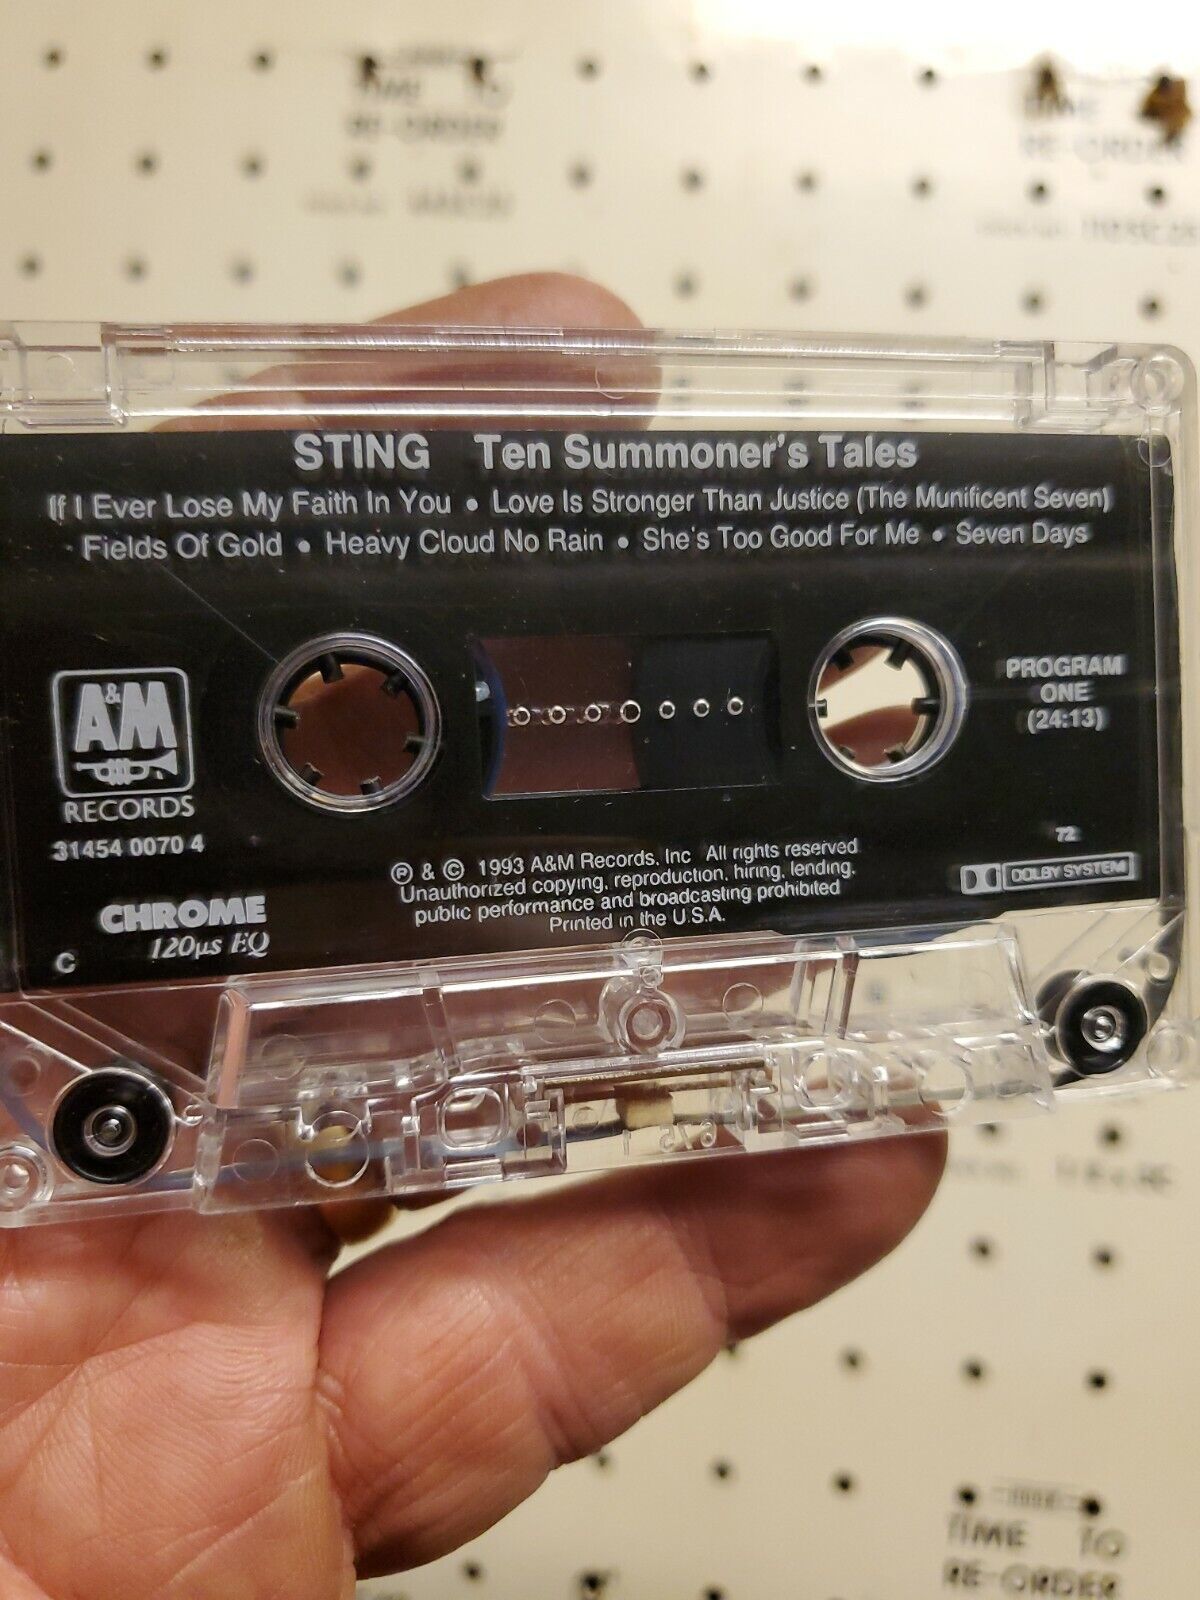 TIME TO
RE-ORDER
TIME
RE-ORDER
STING Ten Summoner's Tales
If I Ever Lose My Faith In You • Love Is Stronger Than Justice (The Munificent Seven)
Fields Of Gold • Heavy Cloud No Rain • She's Too Good For Me • Seven Days
A&M
RECORDS
31454 0070 4
PROGRAM
ONE
(24:13)
72
DOLBY SYSTEM
CHROME
120µs EQ
C
℗ & © 1993 A&M Records, Inc All rights reserved
Unauthorized copying, reproduction, hiring, lending,
public performance and broadcasting prohibited
Printed in the U.S.A.
TIME TO
RE-ORDER